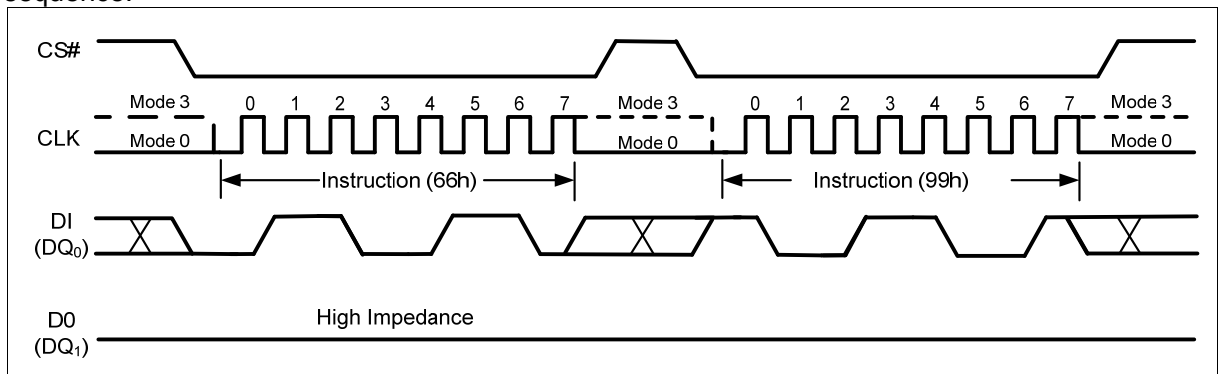 sequence.
CS#
Mode 3 0 1 2 3 4 5 6 7 Mode 3 0 1 2 3 4 5 6 7 Mode 3
CLK
Mode 0 Mode 0 Mode 0
Instruction (66h) Instruction (99h)
DI
(DQ0)
High Impedance
D0
(DQ1)